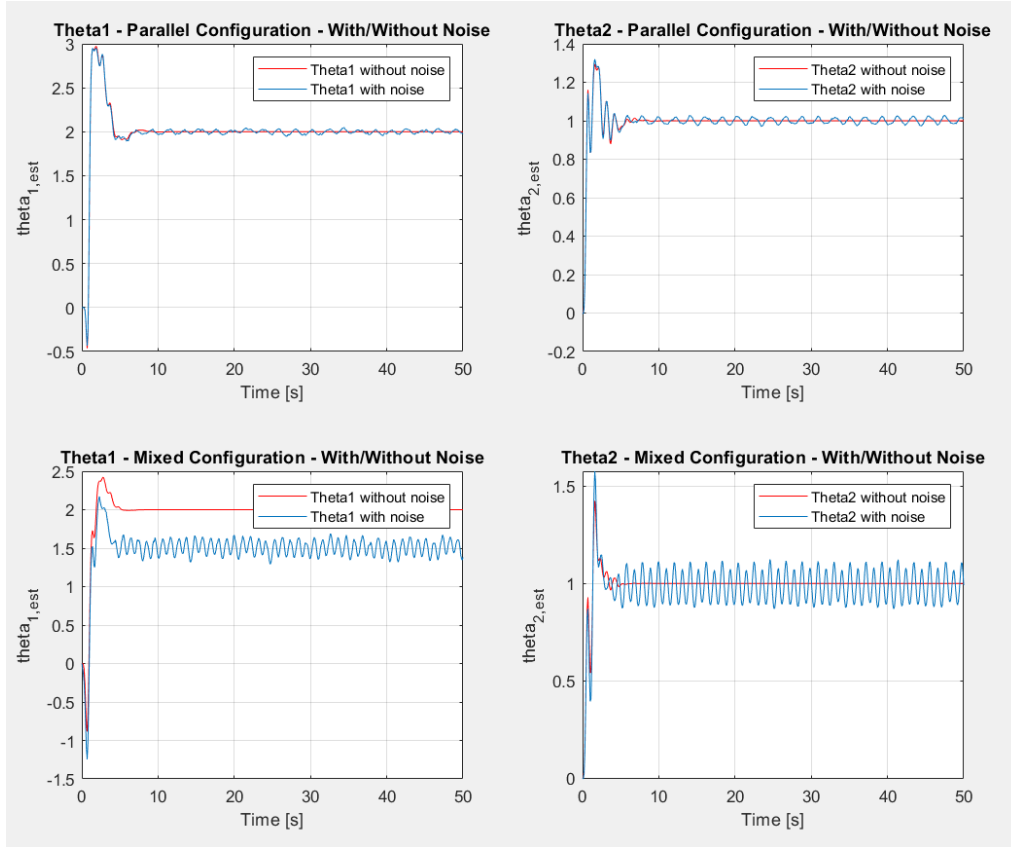 Theta1 - Parallel Configuration - With/Without Noise
3
2.5
2
1.5
1
0.5
0
-0.5
theta1,est
Theta1 without noise
Theta1 with noise
0 10 20 30 40 50
Time [s]
Theta2 - Parallel Configuration - With/Without Noise
1.4
1.2
1
0.8
0.6
0.4
0.2
0
-0.2
theta2,est
Theta2 without noise
Theta2 with noise
0 10 20 30 40 50
Time [s]
Theta1 - Mixed Configuration - With/Without Noise
2.5
2
1.5
1
0.5
0
-0.5
-1
-1.5
theta1,est
Theta1 without noise
Theta1 with noise
0 10 20 30 40 50
Time [s]
Theta2 - Mixed Configuration - With/Without Noise
1.5
1
0.5
0
theta2,est
Theta2 without noise
Theta2 with noise
0 10 20 30 40 50
Time [s]